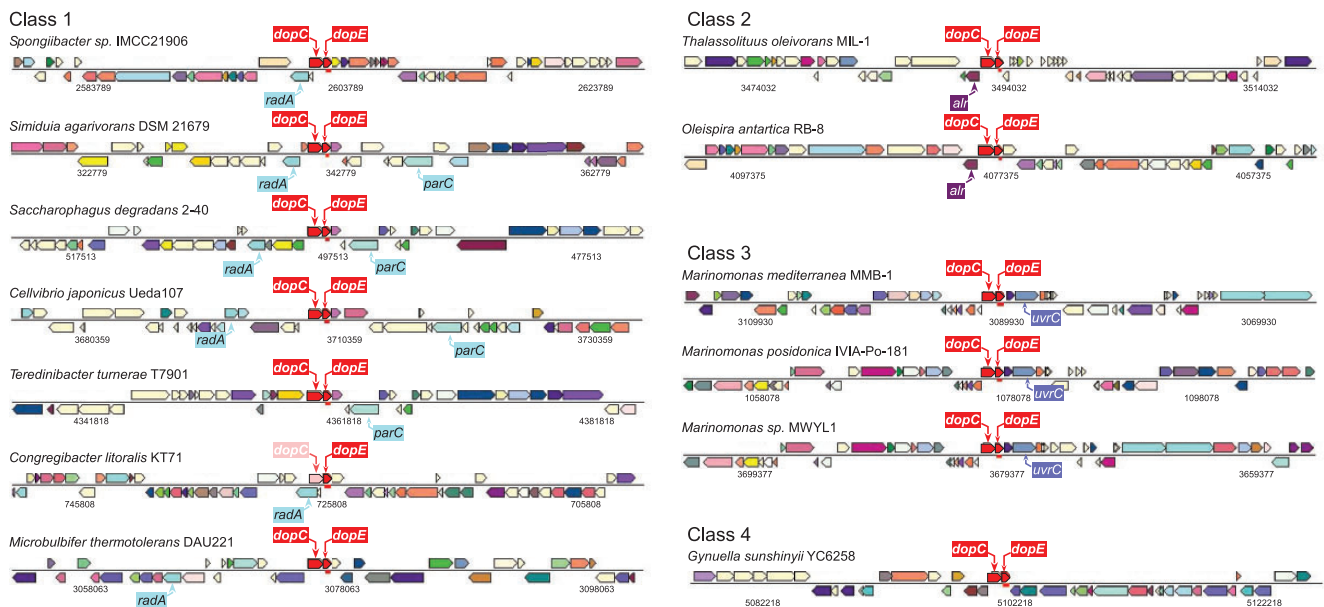 Class 1
Spongiibacter sp. IMCC21906
dopC dopE
2583789 2603789 2623789
radA
Simiduia agarivorans DSM 21679
dopC dopE
322779 342779 362779
radA parC
Saccharophagus degradans 2-40
dopC dopE
517513 497513 477513
radA parC
Cellvibrio japonicus Ueda107
dopC dopE
3680359 3710359 3730359
radA parC
Teredinibacter turnerae T7901
dopC dopE
4341818 4361818 4381818
parC
Congregibacter litoralis KT71
dopC dopE
745808 725808 705808
radA
Microbulbifer thermotolerans DAU221
dopC dopE
3058063 3078063 3098063
radA
Class 2
Thalassolituus oleivorans MIL-1
dopC dopE
3474032 3494032 3514032
alr
Oleispira antartica RB-8
dopC dopE
4097375 4077375 4057375
alr
Class 3
Marinomonas mediterranea MMB-1
dopC dopE
3109930 3089930 3069930
uvrC
Marinomonas posidonica IVIA-Po-181
dopC dopE
1058078 1078078 1098078
uvrC
Marinomonas sp. MWYL1
dopC dopE
3699377 3679377 3659377
uvrC
Class 4
Gynuella sunshinyii YC6258
dopC dopE
5082218 5102218 5122218